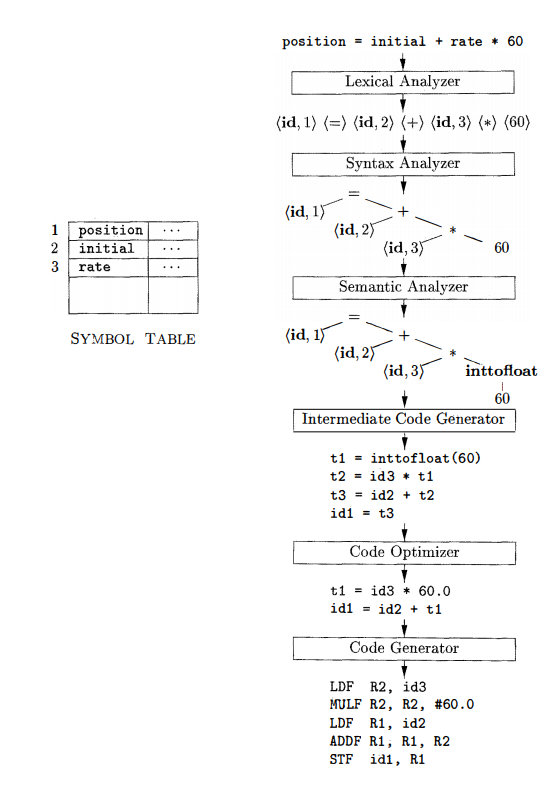 position = initial + rate * 60
Lexical Analyzer
⟨id, 1⟩ ⟨=⟩ ⟨id, 2⟩ ⟨+⟩ ⟨id, 3⟩ ⟨*⟩ ⟨60⟩
Syntax Analyzer
=
⟨id, 1⟩ +
⟨id, 2⟩ *
⟨id, 3⟩ 60
1 position ...
2 initial ...
3 rate ...
SYMBOL TABLE
Semantic Analyzer
=
⟨id, 1⟩ +
⟨id, 2⟩ *
⟨id, 3⟩ inttofloat
60
Intermediate Code Generator
t1 = inttofloat(60)
t2 = id3 * t1
t3 = id2 + t2
id1 = t3
Code Optimizer
t1 = id3 * 60.0
id1 = id2 + t1
Code Generator
LDF R2, id3
MULF R2, R2, #60.0
LDF R1, id2
ADDF R1, R1, R2
STF id1, R1